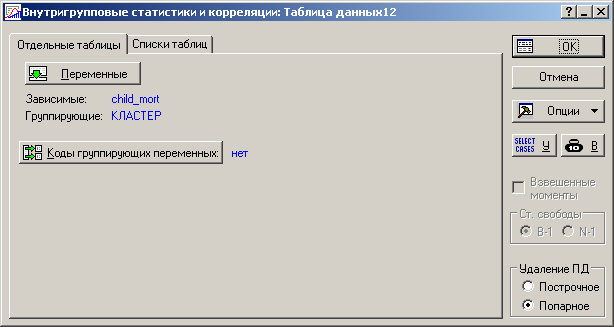 Внутригрупповые статистики и корреляции: Таблица данных12
Отдельные таблицы
Списки таблиц
Переменные
Зависимые: child_mort
Группирующие: КЛАСТЕР
Коды группирующих переменных: нет
OK
Отмена
Опции
SELECT CASES У
10 В
Взвешенные
моменты
Ст. свободы
В-1 N-1
Удаление ПД
Построчное
Попарное